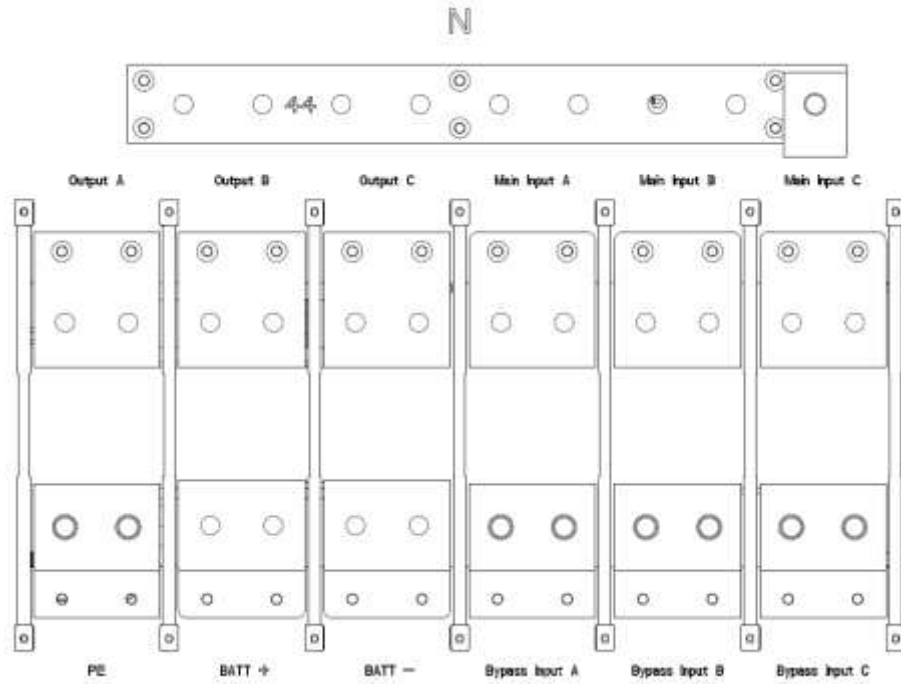 N
44
Output A Output B Output C Main Input A Main Input B Main Input C
PE BATT + BATT - Bypass Input A Bypass Input B Bypass Input C